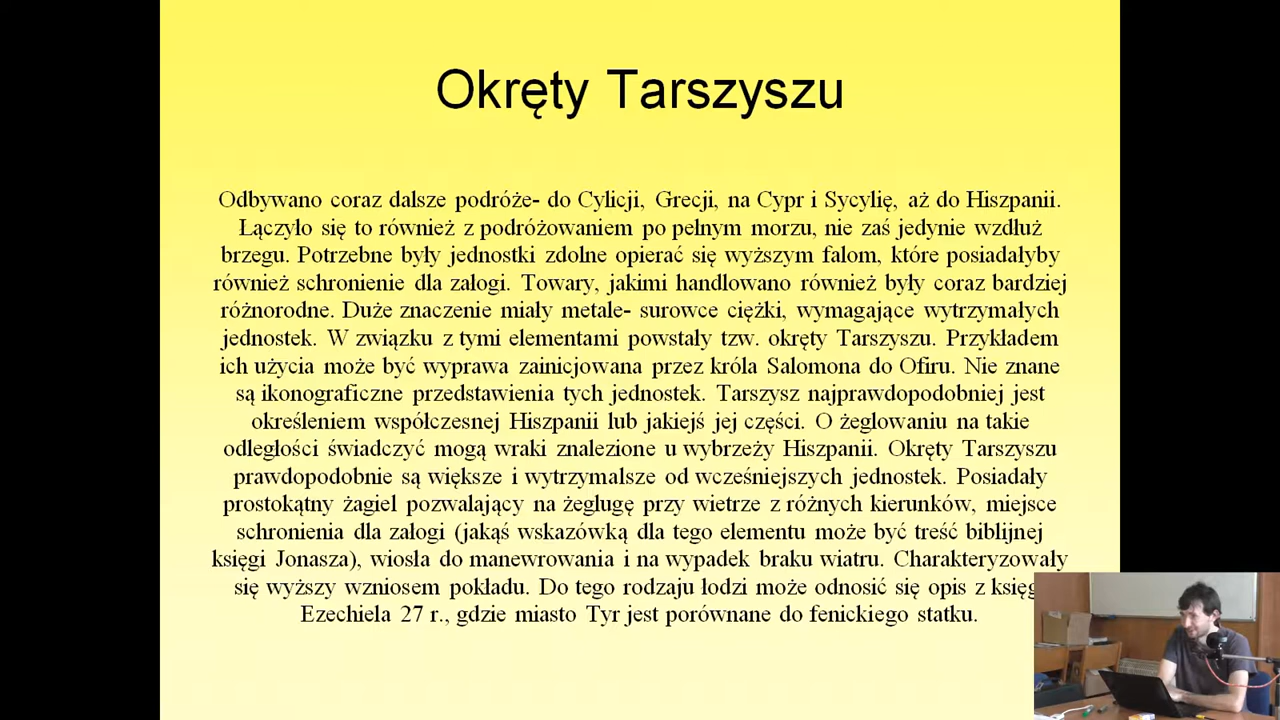 Okręty Tarszyszu
Odbywano coraz dalsze podróże- do Cylicji, Grecji, na Cypr i Sycylię, aż do Hiszpanii.
Łączyło się to również z podróżowaniem po pełnym morzu, nie zaś jedynie wzdłuż
brzegu. Potrzebne były jednostki zdolne opierać się wyższym falom, które posiadałyby
również schronienie dla załogi. Towary, jakimi handlowano również były coraz bardziej
różnorodne. Duże znaczenie miały metale- surowce ciężki, wymagające wytrzymałych
jednostek. W związku z tymi elementami powstały tzw. okręty Tarszyszu. Przykładem
ich użycia może być wyprawa zainicjowana przez króla Salomona do Ofiru. Nie znane
są ikonograficzne przedstawienia tych jednostek. Tarszysz najprawdopodobniej jest
określeniem współczesnej Hiszpanii lub jakiejś jej części. O żeglowaniu na takie
odległości świadczyć mogą wraki znalezione u wybrzeży Hiszpanii. Okręty Tarszyszu
prawdopodobnie są większe i wytrzymalsze od wcześniejszych jednostek. Posiadały
prostokątny żagiel pozwalający na żeglugę przy wietrze z różnych kierunków, miejsce
schronienia dla załogi (jakąś wskazówką dla tego elementu może być treść biblijnej
księgi Jonasza), wiosła do manewrowania i na wypadek braku wiatru. Charakteryzowały
się wyższy wzniosem pokładu. Do tego rodzaju łodzi może odnosić się opis z księg
Ezechiela 27 r., gdzie miasto Tyr jest porównane do fenickiego statku.